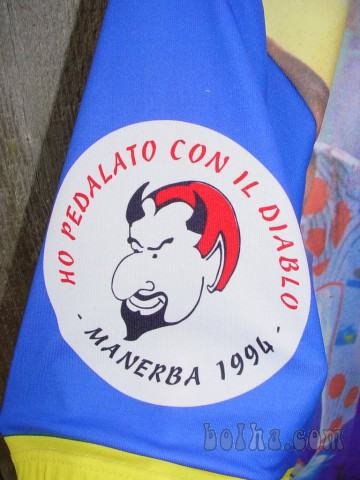 HO PEDALATO CON IL DIABLO
- MANERBA 1994 -
bolha.com